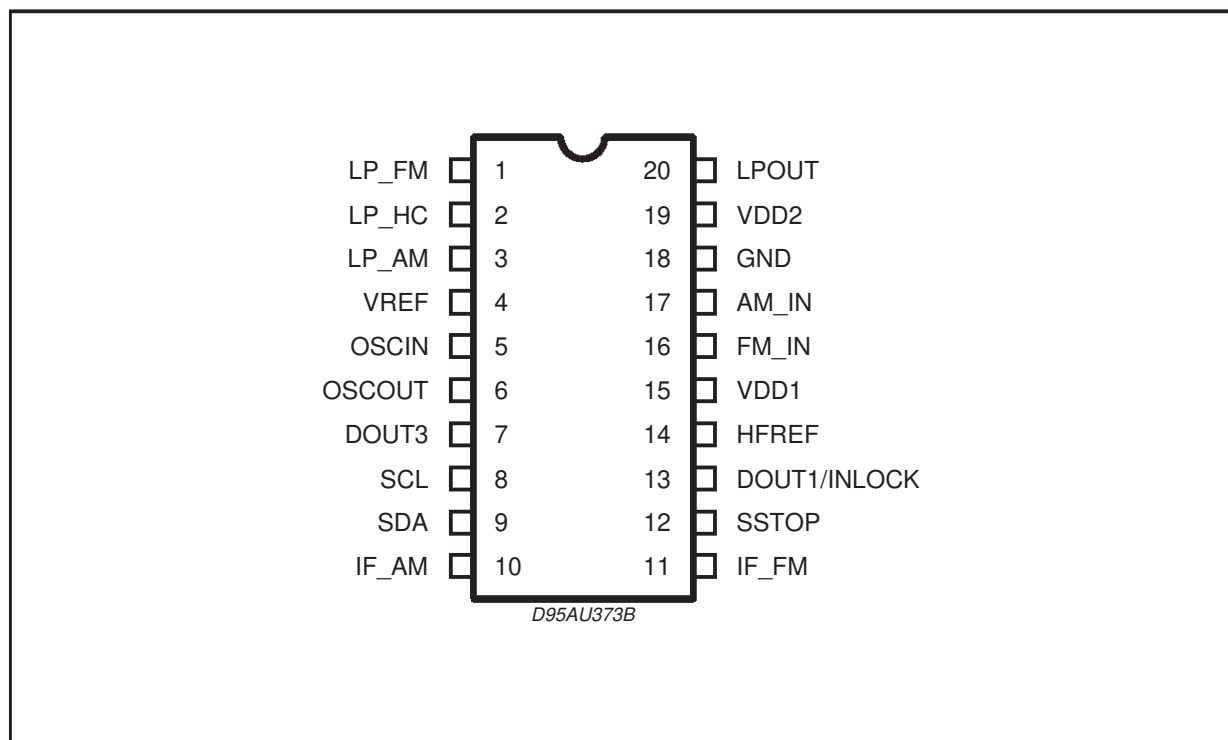 LP_FM 1 20 LPOUT
LP_HC 2 19 VDD2
LP_AM 3 18 GND
VREF 4 17 AM_IN
OSCIN 5 16 FM_IN
OSCOUT 6 15 VDD1
DOUT3 7 14 HFREF
SCL 8 13 DOUT1/INLOCK
SDA 9 12 SSTOP
IF_AM 10 11 IF_FM
D95AU373B